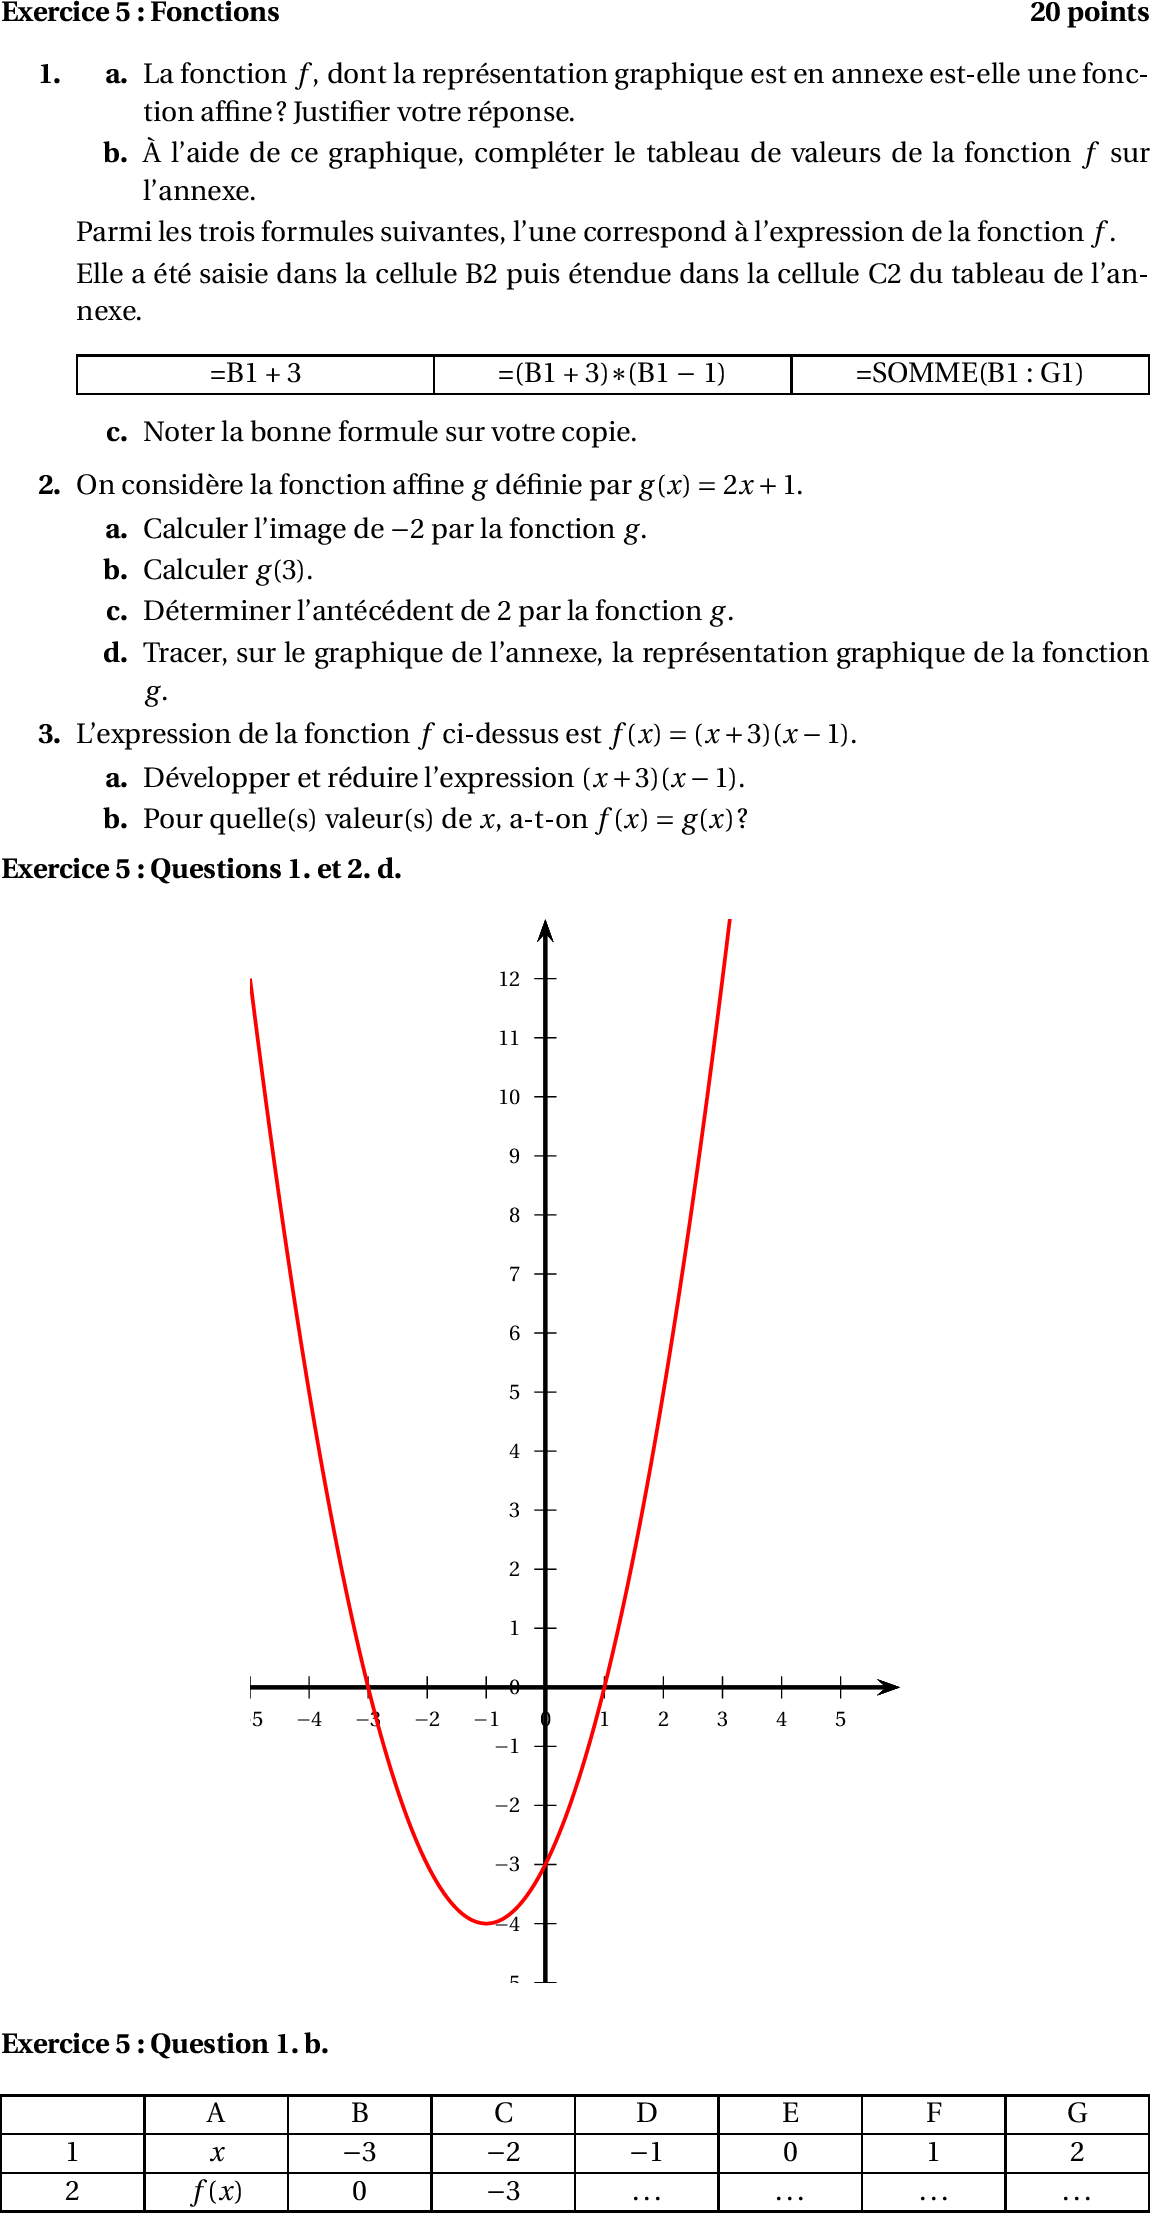 Exercice 5 : Fonctions 20 points
1. a. La fonction f, dont la représentation graphique est en annexe est-elle une fonc-
tion affine ? Justifier votre réponse.
b. À l'aide de ce graphique, compléter le tableau de valeurs de la fonction f sur
l'annexe.
Parmi les trois formules suivantes, l'une correspond à l'expression de la fonction f.
Elle a été saisie dans la cellule B2 puis étendue dans la cellule C2 du tableau de l'an-
nexe.
=B1 + 3 =(B1 + 3)∗(B1 − 1) =SOMME(B1 : G1)
c. Noter la bonne formule sur votre copie.
2. On considère la fonction affine g définie par g(x) = 2x + 1.
a. Calculer l'image de −2 par la fonction g.
b. Calculer g(3).
c. Déterminer l'antécédent de 2 par la fonction g.
d. Tracer, sur le graphique de l'annexe, la représentation graphique de la fonction
g.
3. L'expression de la fonction f ci-dessus est f(x) = (x + 3)(x − 1).
a. Développer et réduire l'expression (x + 3)(x − 1).
b. Pour quelle(s) valeur(s) de x, a-t-on f(x) = g(x) ?
Exercice 5 : Questions 1. et 2. d.
12
11
10
9
8
7
6
5
4
3
2
1
0
5 −4 −3 −2 −1 0 1 2 3 4 5
−1
−2
−3
−4
5
Exercice 5 : Question 1. b.
A B C D E F G
1 x −3 −2 −1 0 1 2
2 f(x) 0 −3 ... ... ... ...